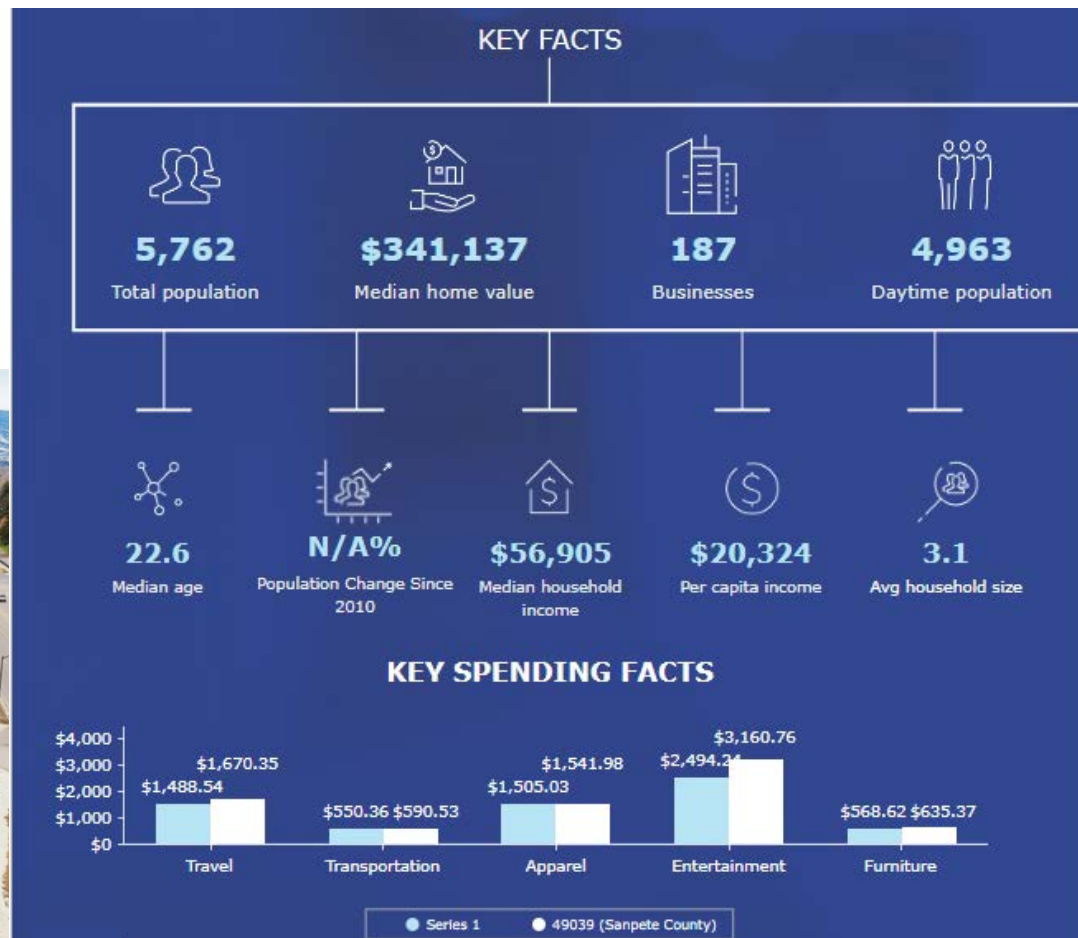 KEY FACTS
5,762
Total population
$341,137
Median home value
187
Businesses
4,963
Daytime population
22.6
Median age
N/A%
Population Change Since
2010
$56,905
Median household
income
$20,324
Per capita income
3.1
Avg household size
KEY SPENDING FACTS
$4,000
$3,000
$2,000
$1,000
$0
$1,488.54
$1,670.35
$550.36 $590.53
$1,505.03
$1,541.98
$2,494.24
$3,160.76
$568.62 $635.37
Travel
Transportation
Apparel
Entertainment
Furniture
Series 1
49039 (Sanpete County)